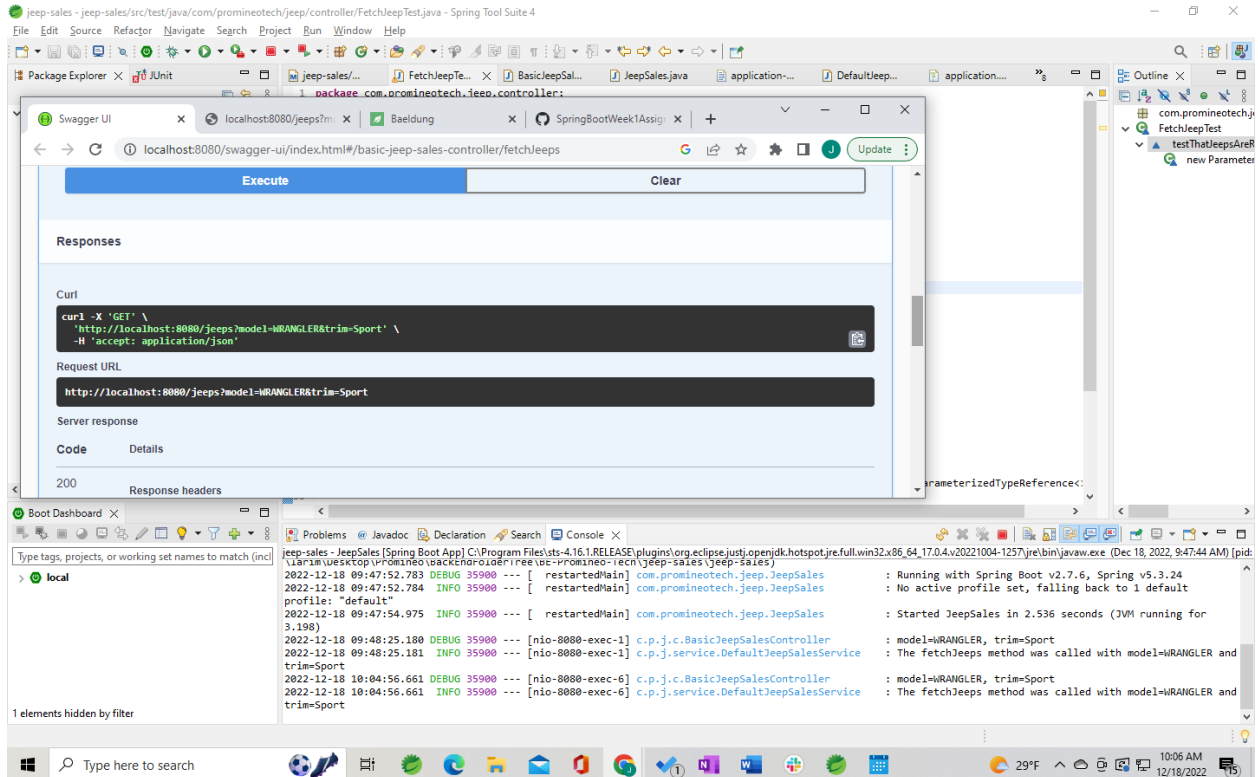 jeep-sales - jeep-sales/src/test/java/com/promineotech/jeep/controller/FetchJeepTest.java - Spring Tool Suite 4
File Edit Source Refactor Navigate Search Project Run Window Help
Package Explorer JUnit
jeep-sales/... FetchJeepTe... BasicJeepSal... JeepSales.java application-... DefaultJeep... application.... »8
Outline
1 package com.promineotech.jeep.controller;
com.promineotech.j
FetchJeepTest
testThatJeepsAreR
new Parameter
Swagger UI localhost:8080/jeeps?m Baeldung SpringBootWeek1Assign
localhost:8080/swagger-ui/index.html#/basic-jeep-sales-controller/fetchJeeps
G J Update
Execute Clear
Responses
Curl
curl -X 'GET' \
'http://localhost:8080/jeeps?model=WRANGLER&trim=Sport' \
-H 'accept: application/json'
Request URL
http://localhost:8080/jeeps?model=WRANGLER&trim=Sport
Server response
Code Details
200
Response headers
arameterizedTypeReference<
Boot Dashboard
Type tags, projects, or working set names to match (incl
local
1 elements hidden by filter
Problems Javadoc Declaration Search Console
jeep-sales - JeepSales [Spring Boot App] C:\Program Files\sts-4.16.1.RELEASE\plugins\org.eclipse.justj.openjdk.hotspot.jre.full.win32.x86_64_17.0.4.v20221004-1257\jre\bin\javaw.exe (Dec 18, 2022, 9:47:44 AM) [pid:
\Desktop\Promineo\BackEndFolderTree\BE-Promineo-Tech\jeep-sales\jeep-sales)
2022-12-18 09:47:52.783 DEBUG 35900 --- [ restartedMain] com.promineotech.jeep.JeepSales : Running with Spring Boot v2.7.6, Spring v5.3.24
2022-12-18 09:47:52.784 INFO 35900 --- [ restartedMain] com.promineotech.jeep.JeepSales : No active profile set, falling back to 1 default
profile: "default"
2022-12-18 09:47:54.975 INFO 35900 --- [ restartedMain] com.promineotech.jeep.JeepSales : Started JeepSales in 2.536 seconds (JVM running for
3.198)
2022-12-18 09:48:25.180 DEBUG 35900 --- [nio-8080-exec-1] c.p.j.c.BasicJeepSalesController : model=WRANGLER, trim=Sport
2022-12-18 09:48:25.181 INFO 35900 --- [nio-8080-exec-1] c.p.j.service.DefaultJeepSalesService : The fetchJeeps method was called with model=WRANGLER and
trim=Sport
2022-12-18 10:04:56.661 DEBUG 35900 --- [nio-8080-exec-6] c.p.j.c.BasicJeepSalesController : model=WRANGLER, trim=Sport
2022-12-18 10:04:56.661 INFO 35900 --- [nio-8080-exec-6] c.p.j.service.DefaultJeepSalesService : The fetchJeeps method was called with model=WRANGLER and
trim=Sport
Type here to search
29°F
10:06 AM
12/18/2022